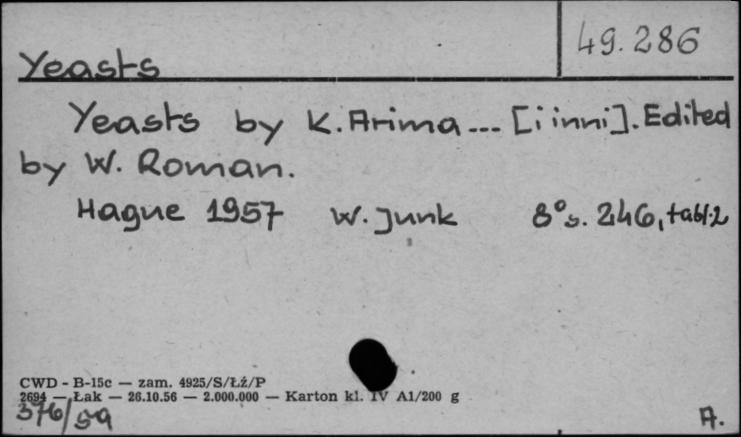 49.286
Yeasts
Yeasts by K. Arima... [i inni]. Edited
by W. Roman.
Hague 1957 W. Junk 8° s. 246, tabl. 2
CWD - B-15c — zam. 4925/S/Łź/P
2694 — Łak — 26.10.56 — 2.000.000 — Karton kl. IV A1/200 g
376/59
A.